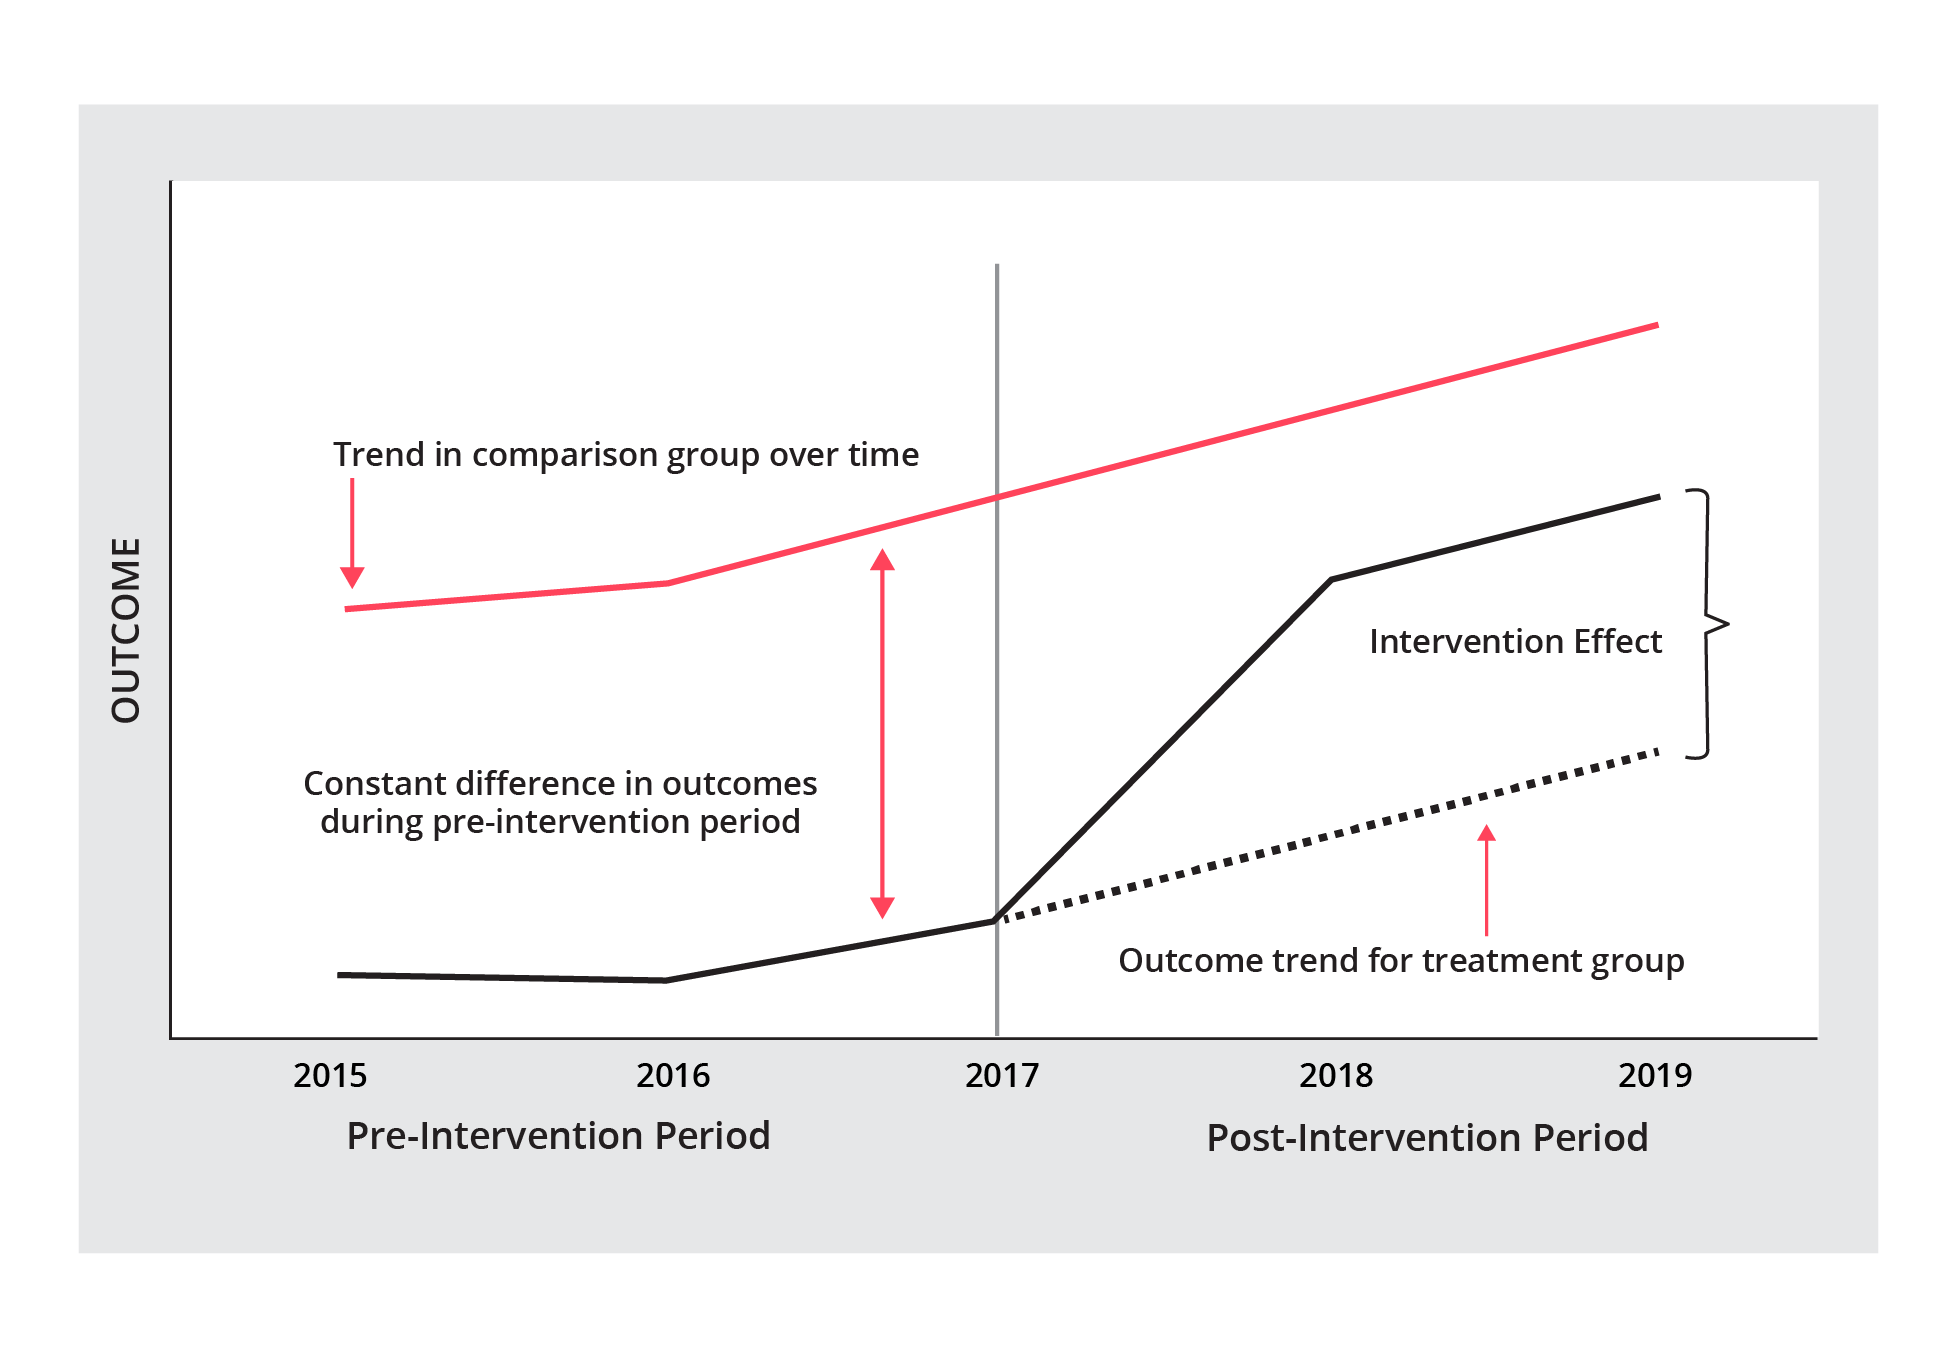 Trend in comparison group over time
OUTCOME
Intervention Effect
Constant difference in outcomes
during pre-intervention period
Outcome trend for treatment group
2015 2016 2017 2018 2019
Pre-Intervention Period Post-Intervention Period